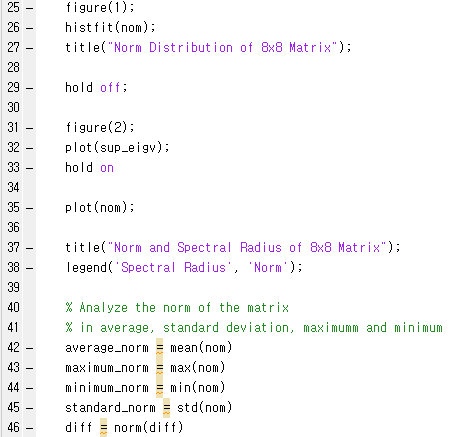 25 – figure(1);
26 – histfit(nom);
27 – title("Norm Distribution of 8x8 Matrix");
28
29 – hold off;
30
31 – figure(2);
32 – plot(sup_eigv);
33 – hold on
34
35 – plot(nom);
36
37 – title("Norm and Spectral Radius of 8x8 Matrix");
38 – legend('Spectral Radius', 'Norm');
39
40 % Analyze the norm of the matrix
41 % in average, standard deviation, maximumm and minimum
42 – average_norm = mean(nom)
43 – maximum_norm = max(nom)
44 – minimum_norm = min(nom)
45 – standard_norm = std(nom)
46 – diff = norm(diff)